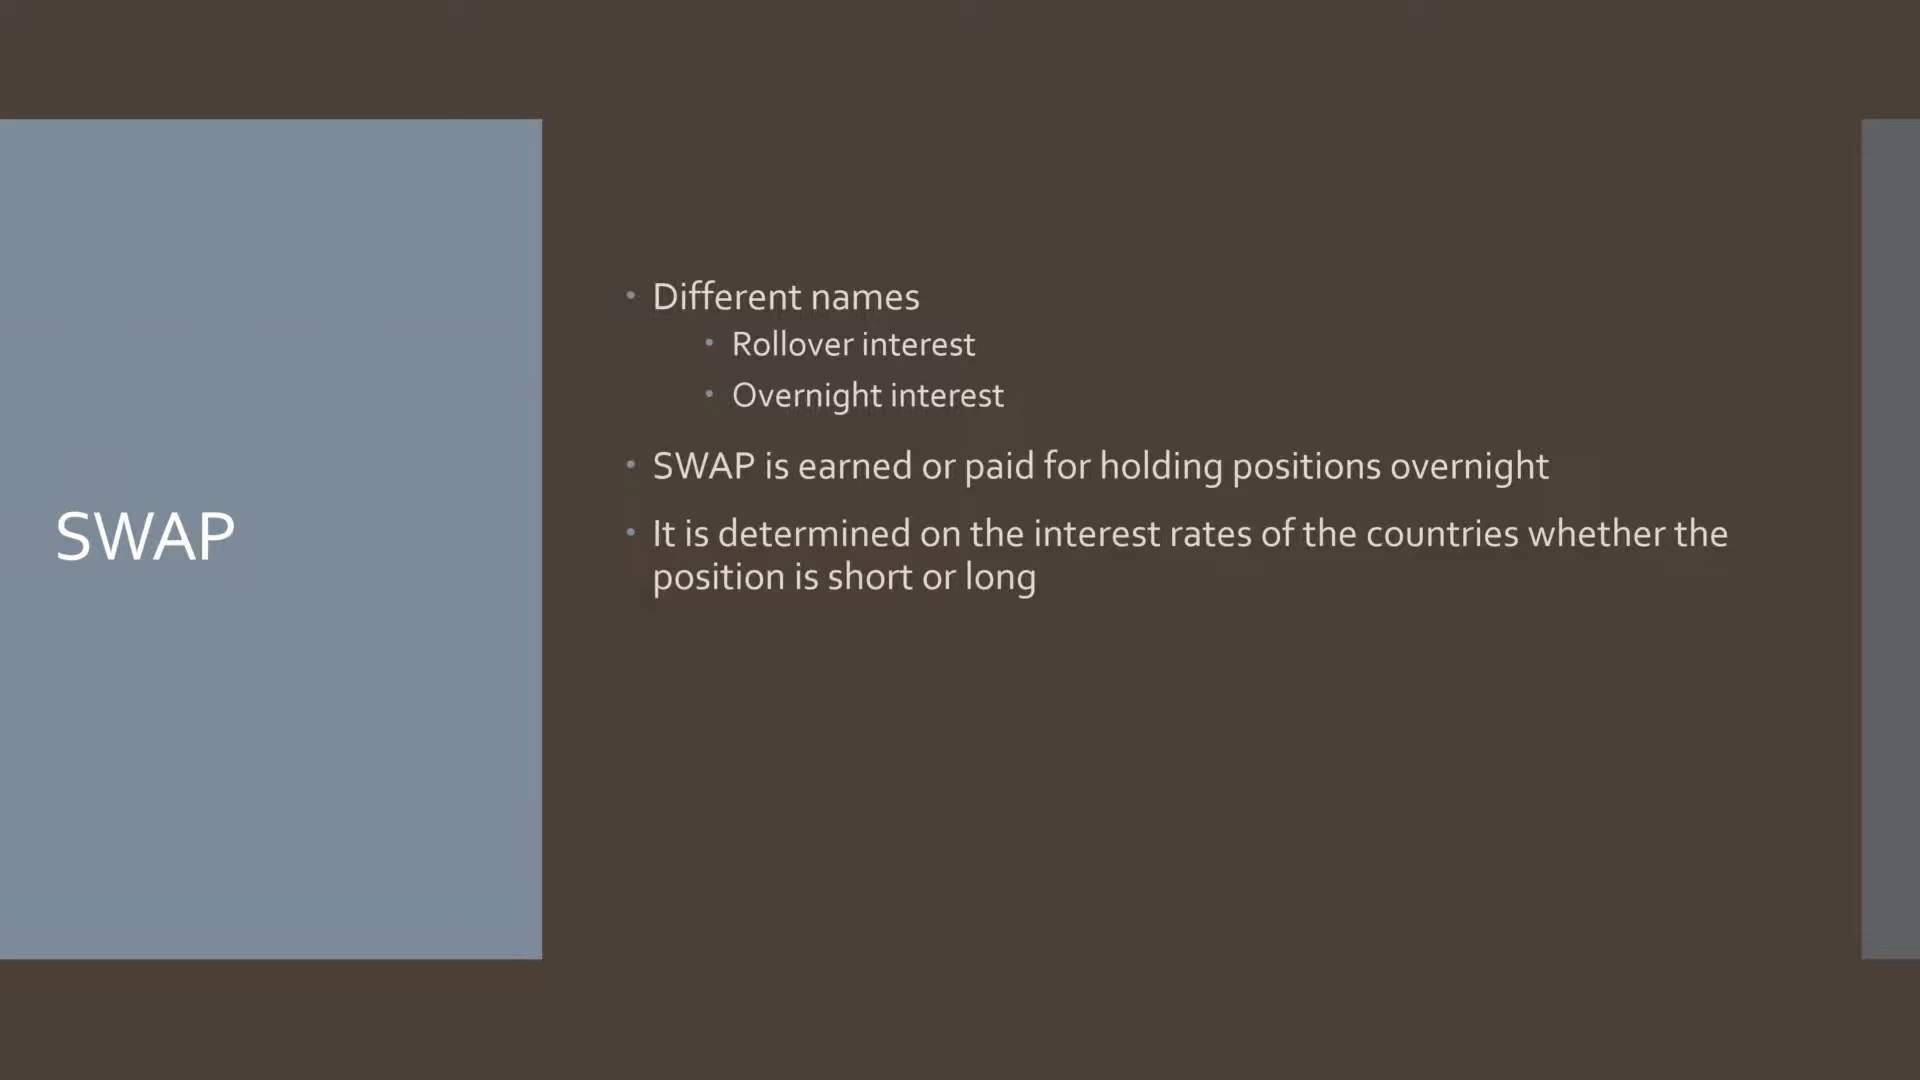 SWAP
Different names
Rollover interest
Overnight interest
SWAP is earned or paid for holding positions overnight
It is determined on the interest rates of the countries whether the
position is short or long